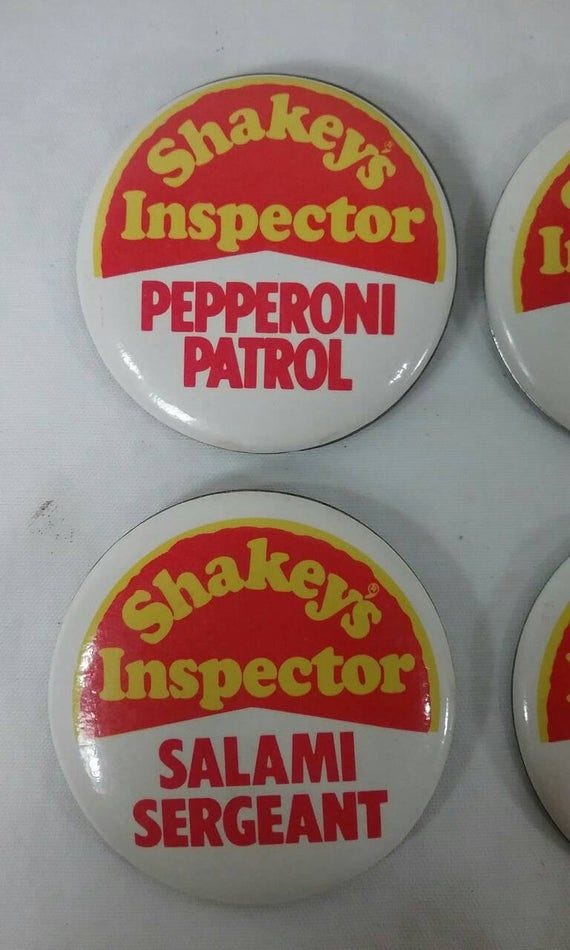 Shakey's
Inspector
PEPPERONI
PATROL
Shakey's
Inspector
SALAMI
SERGEANT